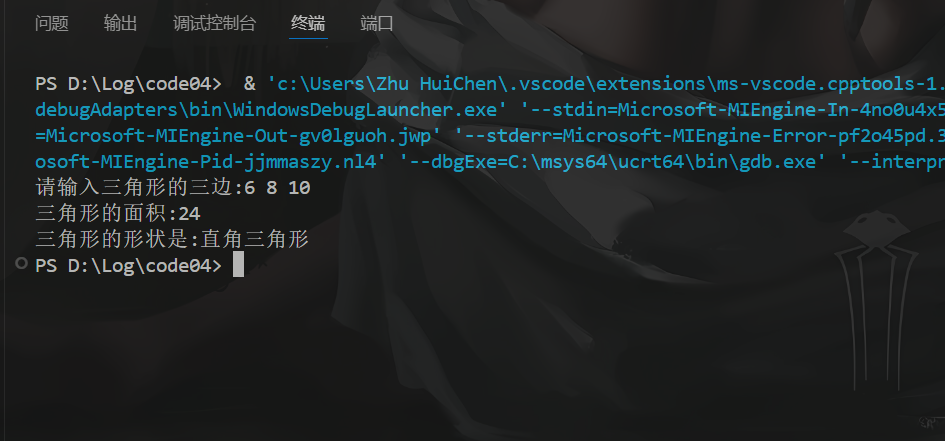 问题 输出 调试控制台 终端 端口
PS D:\Log\code04>  & 'c:\Users\Zhu HuiChen\.vscode\extensions\ms-vscode.cpptools-1.
debugAdapters\bin\WindowsDebugLauncher.exe' '--stdin=Microsoft-MIEngine-In-4no0u4x5
=Microsoft-MIEngine-Out-gv0lguoh.jwp' '--stderr=Microsoft-MIEngine-Error-pf2o45pd.3
osoft-MIEngine-Pid-jjmmaszy.nl4' '--dbgExe=C:\msys64\ucrt64\bin\gdb.exe' '--interpr
请输入三角形的三边:6 8 10
三角形的面积:24
三角形的形状是:直角三角形
PS D:\Log\code04>